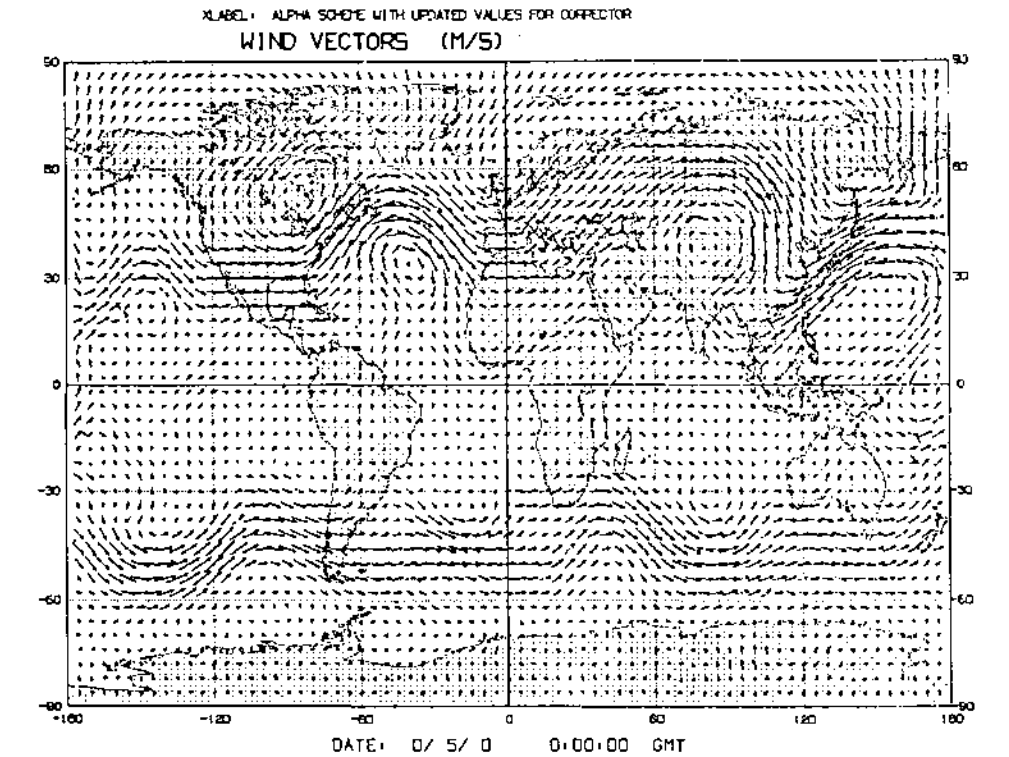 XLABEL: ALPHA SCHEME WITH UPDATED VALUES FOR CORRECTOR
WIND VECTORS (M/S)
90 90
60 60
30 30
0 0
-30 -30
-60 -60
-90 -90
-180 -120 -60 0 60 120 180
DATE: 0/ 5/ 0 0:00:00 GMT